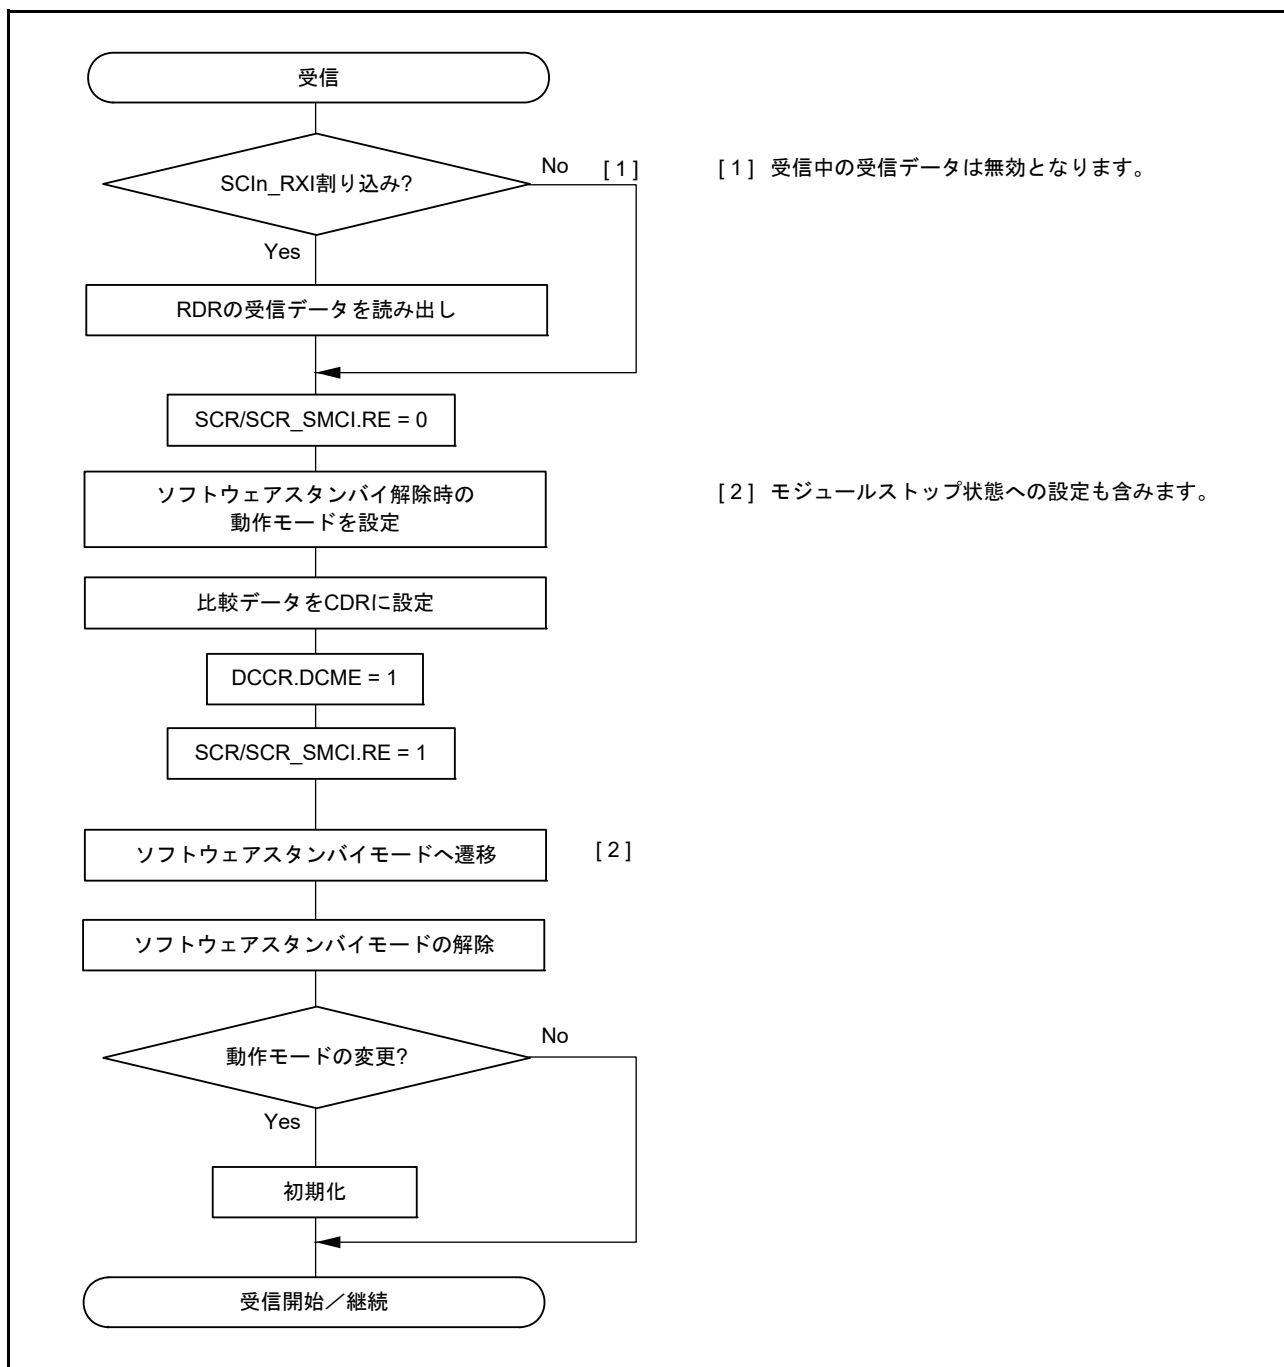 受信
SCIn_RXI割り込み?
No
[ 1 ]
[ 1 ] 受信中の受信データは無効となります。
Yes
RDRの受信データを読み出し
SCR/SCR_SMCI.RE = 0
ソフトウェアスタンバイ解除時の
動作モードを設定
[ 2 ] モジュールストップ状態への設定も含みます。
比較データをCDRに設定
DCCR.DCME = 1
SCR/SCR_SMCI.RE = 1
ソフトウェアスタンバイモードへ遷移
[ 2 ]
ソフトウェアスタンバイモードの解除
動作モードの変更?
No
Yes
初期化
受信開始／継続